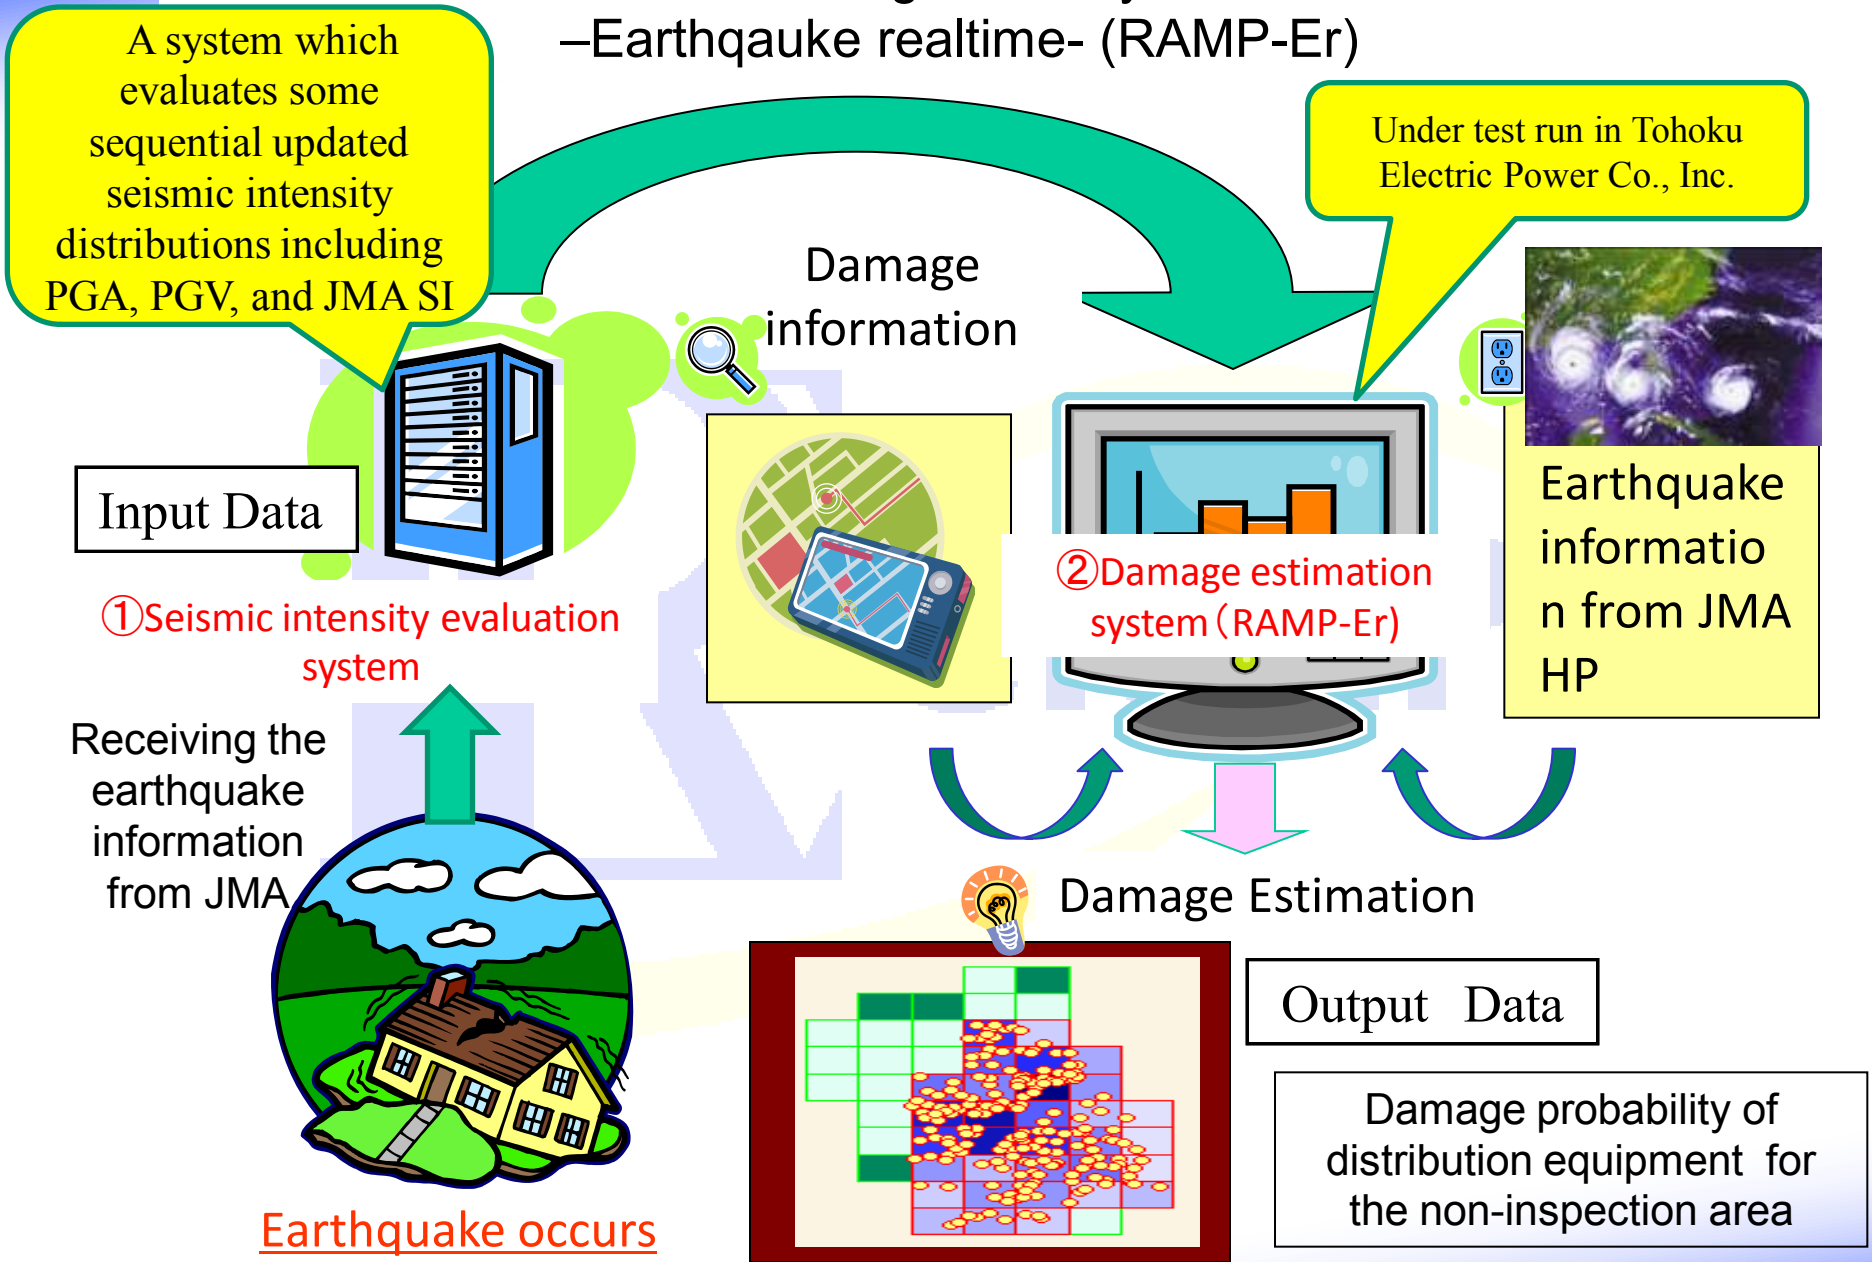 –Earthqauke realtime- (RAMP-Er)
A system which
evaluates some
sequential updated
seismic intensity
distributions including
PGA, PGV, and JMA SI
Under test run in Tohoku
Electric Power Co., Inc.
Damage
information
Input Data
①Seismic intensity evaluation
system
②Damage estimation
system（RAMP-Er)
Earthquake
informatio
n from JMA
HP
Receiving the
earthquake
information
from JMA
Damage Estimation
Output Data
Damage probability of
distribution equipment for
the non-inspection area
Earthquake occurs